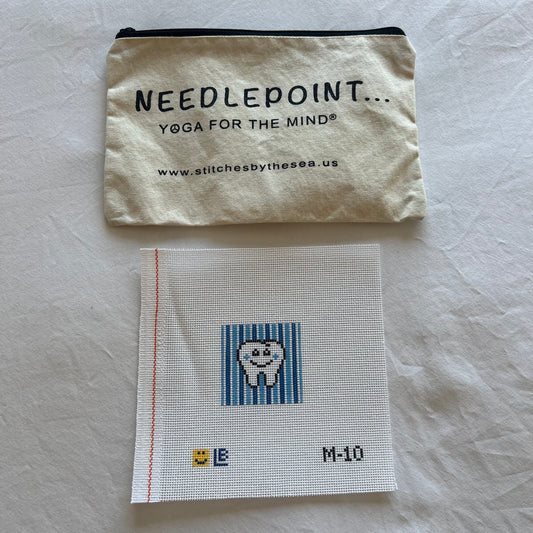 NEEDLEPOINT...
YOGA FOR THE MIND®
www.stitchesbythesea.us
LB
M-10